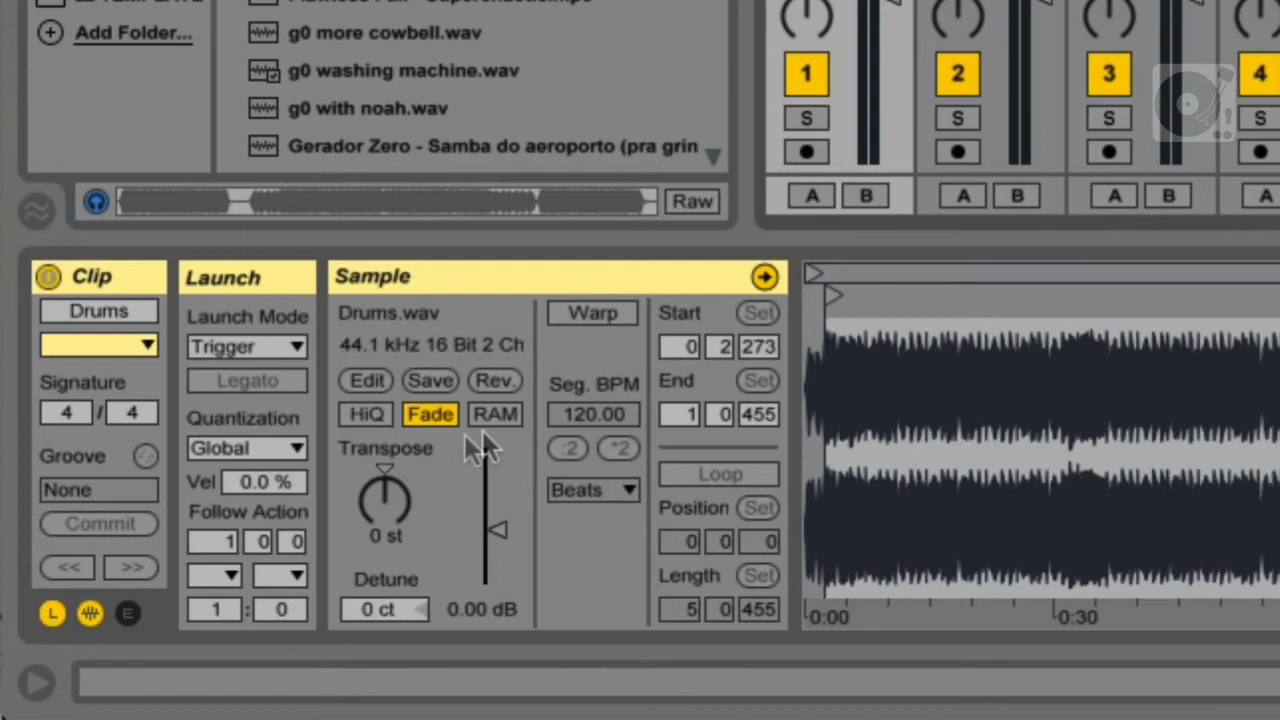 Add Folder...
g0 more cowbell.wav
g0 washing machine.wav
g0 with noah.wav
Gerador Zero - Samba do aeroporto (pra grin
Raw
1 2 3 4
S S S S
A B A B A B A
Clip
Drums
Signature
4 / 4
Groove
None
Commit
<< >>
L E
Launch
Launch Mode
Trigger
Legato
Quantization
Global
Vel 0.0 %
Follow Action
1 0 0
1 : 0
Sample
Drums.wav
44.1 kHz 16 Bit 2 Ch
Edit Save Rev.
HiQ Fade RAM
Transpose
0 st
Detune
0 ct 0.00 dB
Warp
Seg. BPM
120.00
:2 *2
Beats
Start Set
0 2 273
End Set
1 0 455
Loop
Position Set
0 0 0
Length Set
5 0 455
0:00 0:30